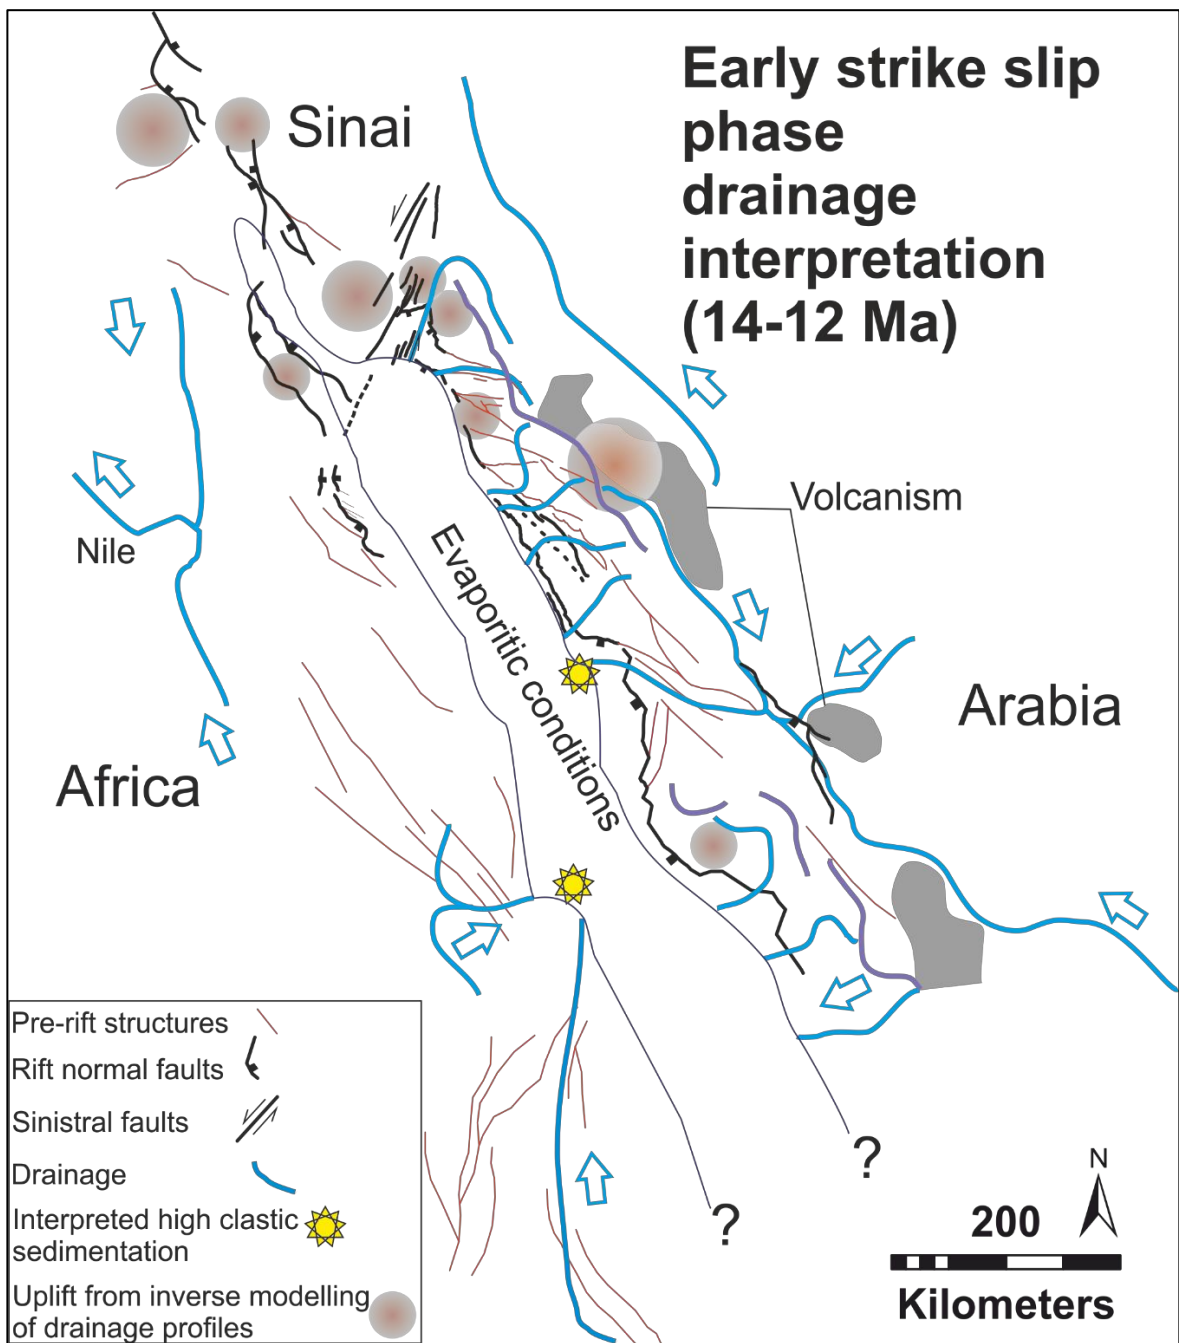 Early strike slip
phase
drainage
interpretation
(14-12 Ma)
Sinai
Volcanism
Nile
Evaporitic conditions
Arabia
Africa
Pre-rift structures
Rift normal faults
Sinistral faults
Drainage
Interpreted high clastic
sedimentation
Uplift from inverse modelling
of drainage profiles
?
?
N
200
Kilometers